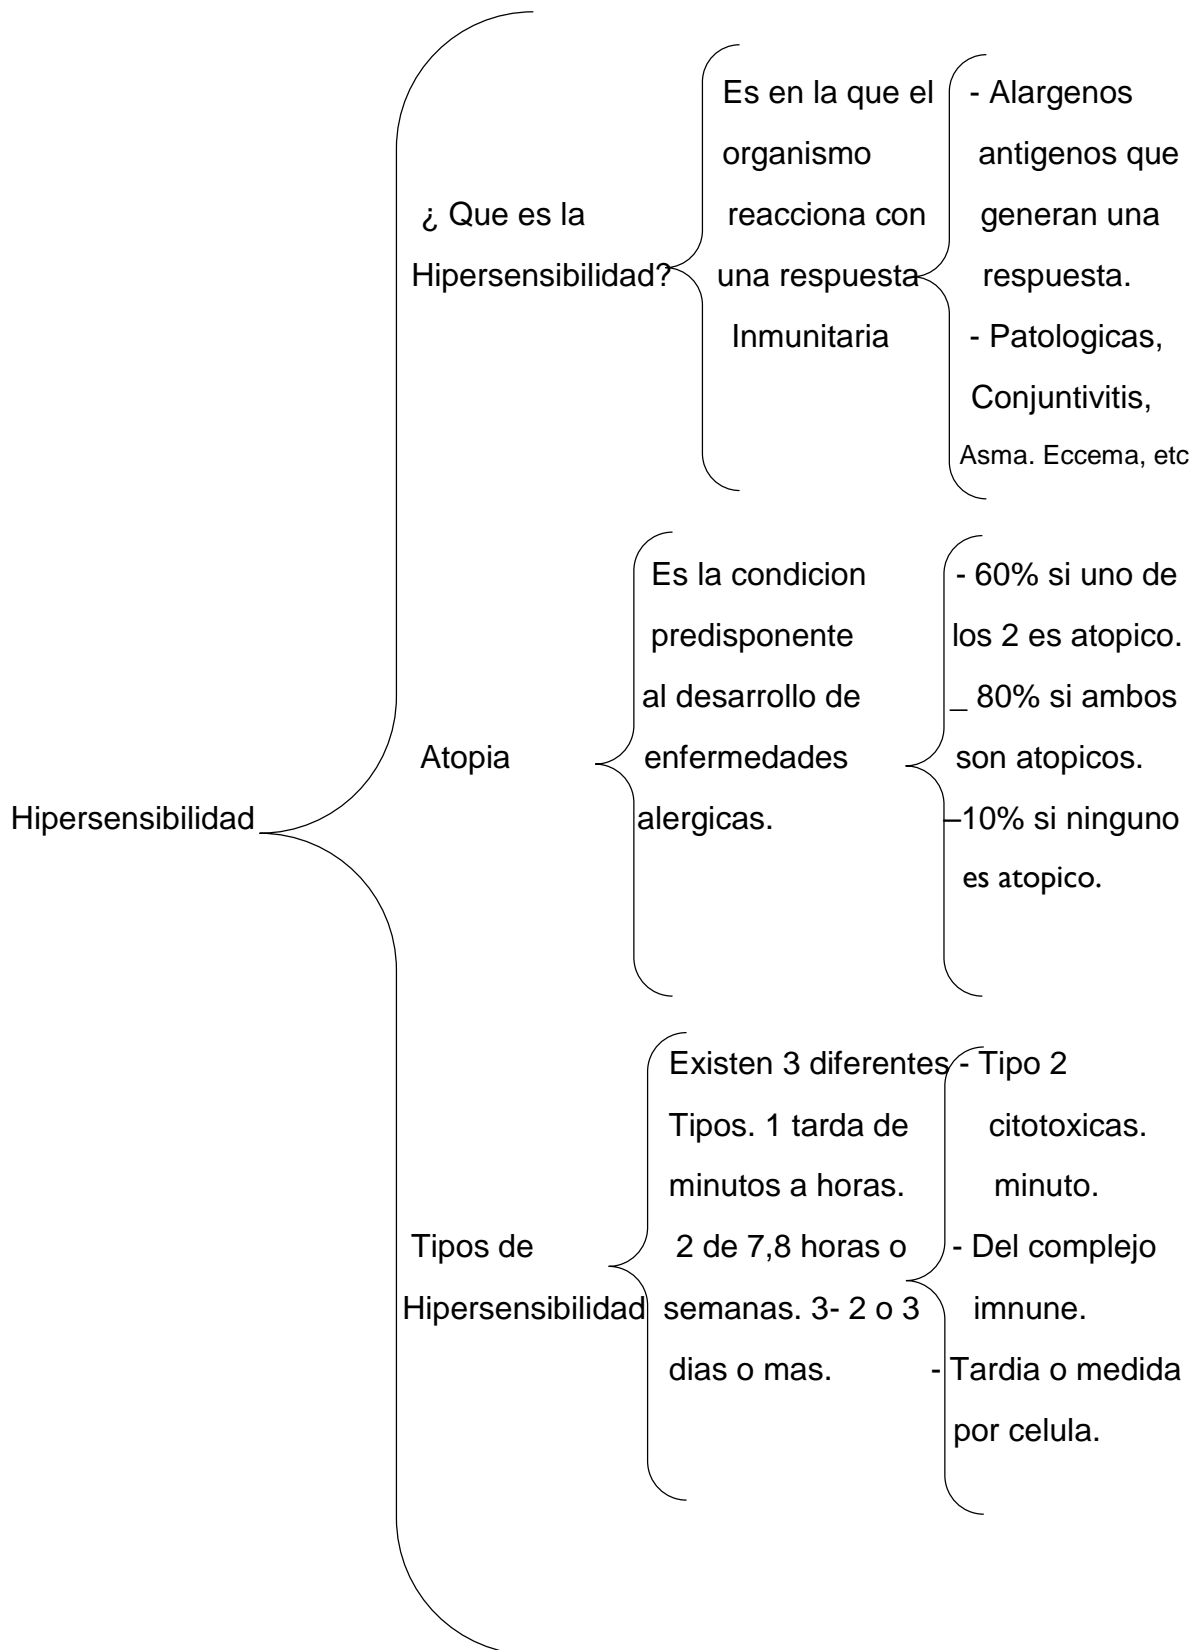 Hipersensibilidad
¿ Que es la
Hipersensibilidad?
Es en la que el
organismo
reacciona con
una respuesta
Inmunitaria
- Alargenos
antigenos que
generan una
respuesta.
- Patologicas,
Conjuntivitis,
Asma. Eccema, etc
Atopia
Es la condicion
predisponente
al desarrollo de
enfermedades
alergicas.
- 60% si uno de
los 2 es atopico.
_ 80% si ambos
son atopicos.
–10% si ninguno
es atopico.
Tipos de
Hipersensibilidad
Existen 3 diferentes
Tipos. 1 tarda de
minutos a horas.
2 de 7,8 horas o
semanas. 3- 2 o 3
dias o mas.
- Tipo 2
citotoxicas.
minuto.
- Del complejo
imnune.
- Tardia o medida
por celula.